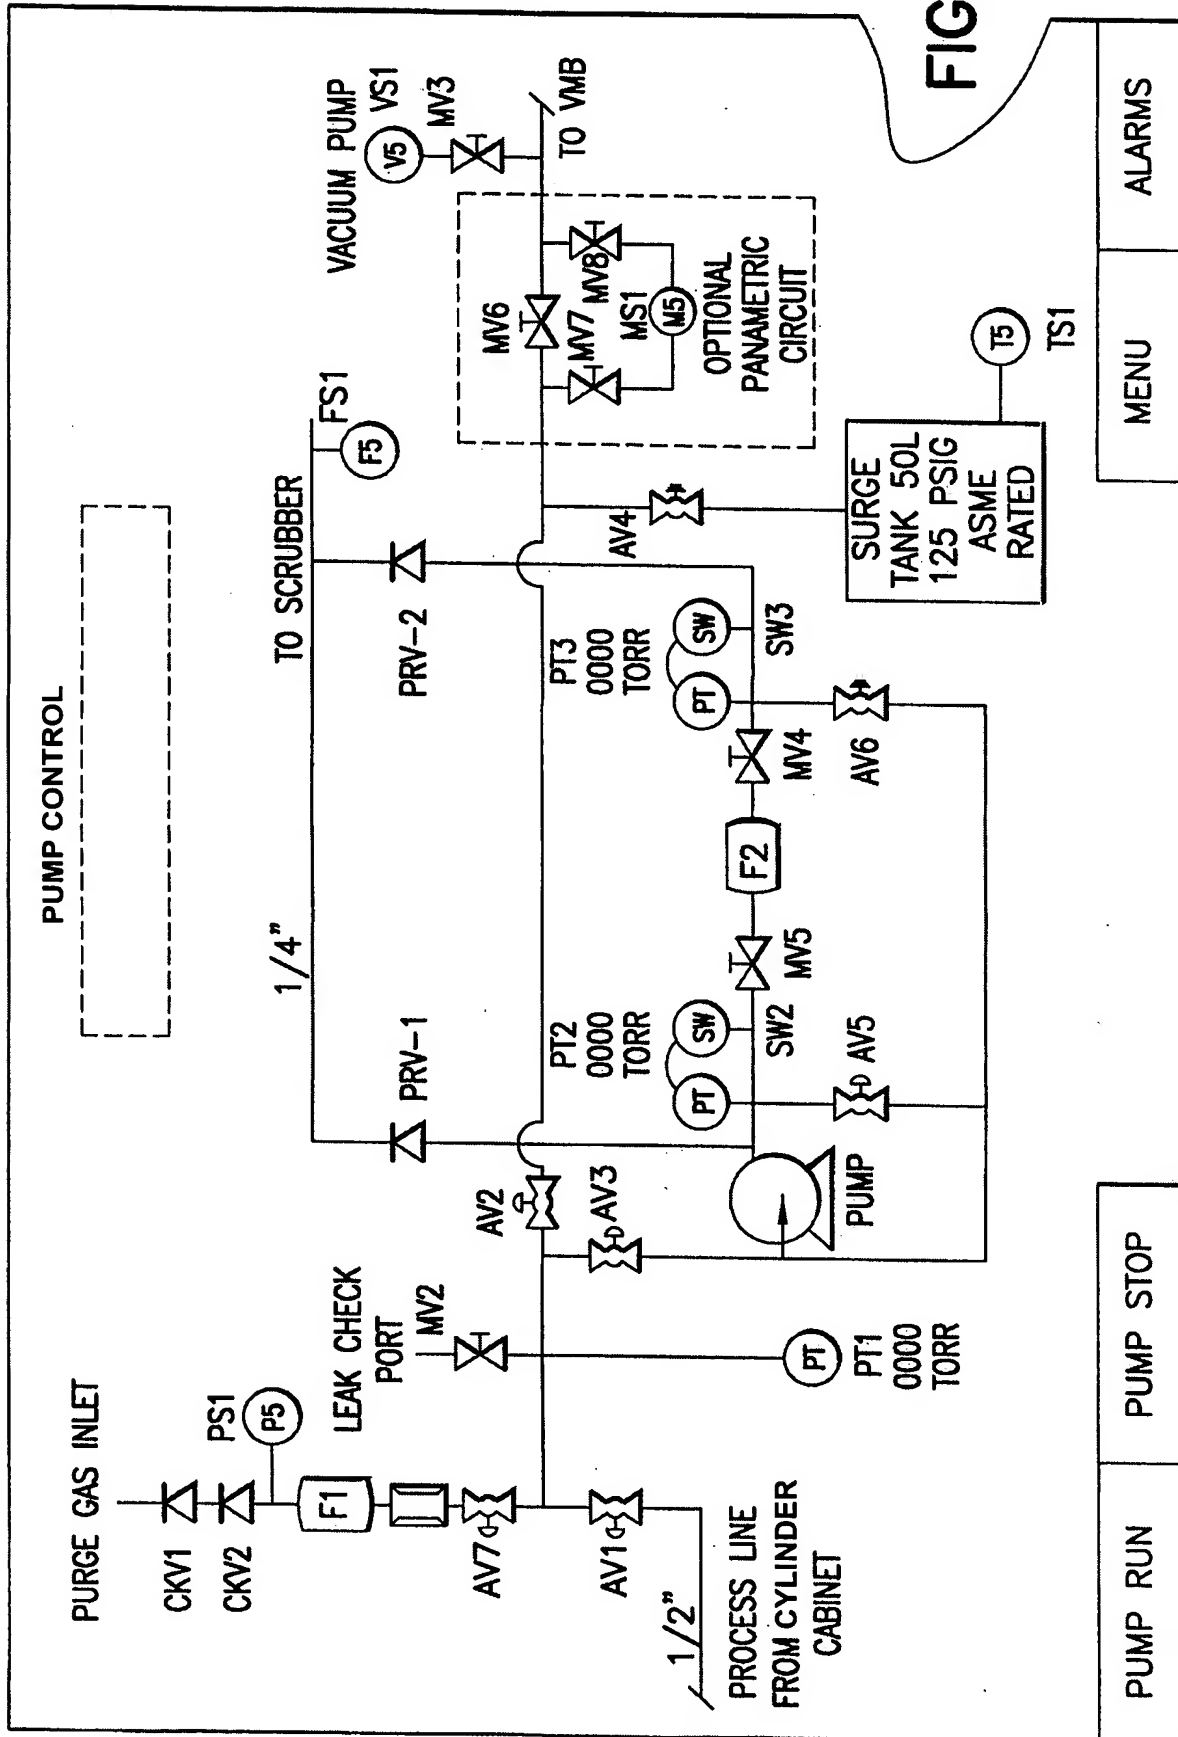 FIG
PUMP CONTROL
PURGE GAS INLET
CKV1
CKV2
PS1
P5
F1
AV7
AV1
1/2"
PROCESS LINE
FROM CYLINDER
CABINET
LEAK CHECK
PORT
MV2
PT
PT1
0000
TORR
AV2
AV3
PUMP
1/4"
PRV-1
PT2
0000
TORR
PT
SW
SW2
AV5
MV5
F2
MV4
TO SCRUBBER
PRV-2
FS1
F5
PT3
0000
TORR
PT
SW
SW3
AV6
AV4
SURGE
TANK 50L
125 PSIG
ASME
RATED
T5
TS1
MV6
MV7
MV8
MS1
M5
OPTIONAL
PANAMETRIC
CIRCUIT
VACUUM PUMP
VS1
V5
MV3
TO VMB
PUMP RUN
PUMP STOP
MENU
ALARMS